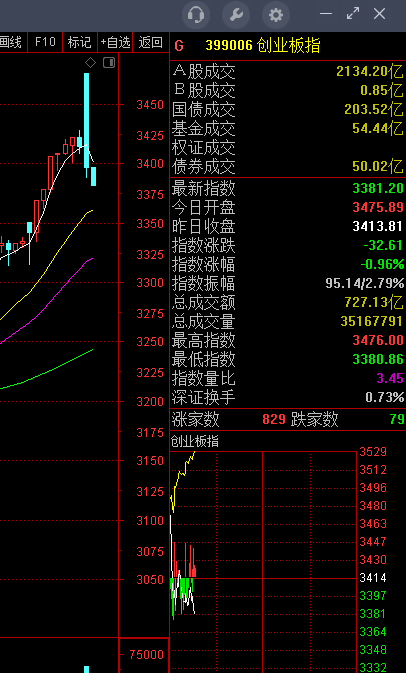 画线 F10 标记 +自选 返回
G 399006 创业板指
A股成交 2134.20亿
B股成交 0.85亿
国债成交 203.52亿
基金成交 54.44亿
权证成交
债券成交 50.02亿
最新指数 3381.20
今日开盘 3475.89
昨日收盘 3413.81
指数涨跌 -32.61
指数涨幅 -0.96%
指数振幅 95.14/2.79%
总成交额 727.13亿
总成交量 35167791
最高指数 3476.00
最低指数 3380.86
指数量比 3.45
深证换手 0.73%
涨家数 829 跌家数 79
创业板指
3450
3425
3400
3375
3350
3325
3300
3275
3250
3225
3200
3175
3150
3125
3100
3075
3050
75000
3529
3512
3496
3480
3463
3447
3430
3414
3397
3381
3364
3348
3332